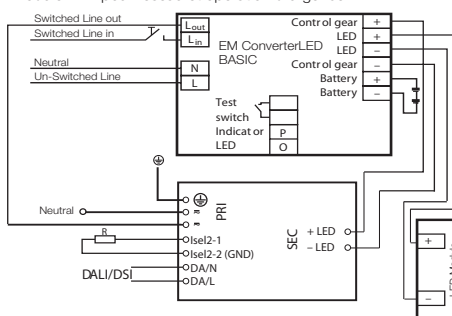 Switched Line out
Switched Line in
Neutral
Un-Switched Line
Lout
Lin
N
L
EM ConverterLED
BASIC
Control gear +
LED +
LED –
Control gear –
Battery +
Battery –
Test
switch
Indicator P
LED O
Neutral
PRI
R
Isel2-1
Isel2-2 (GND)
DALI/DSI
DA/N
DA/L
SEC
+ LED
– LED
+
–